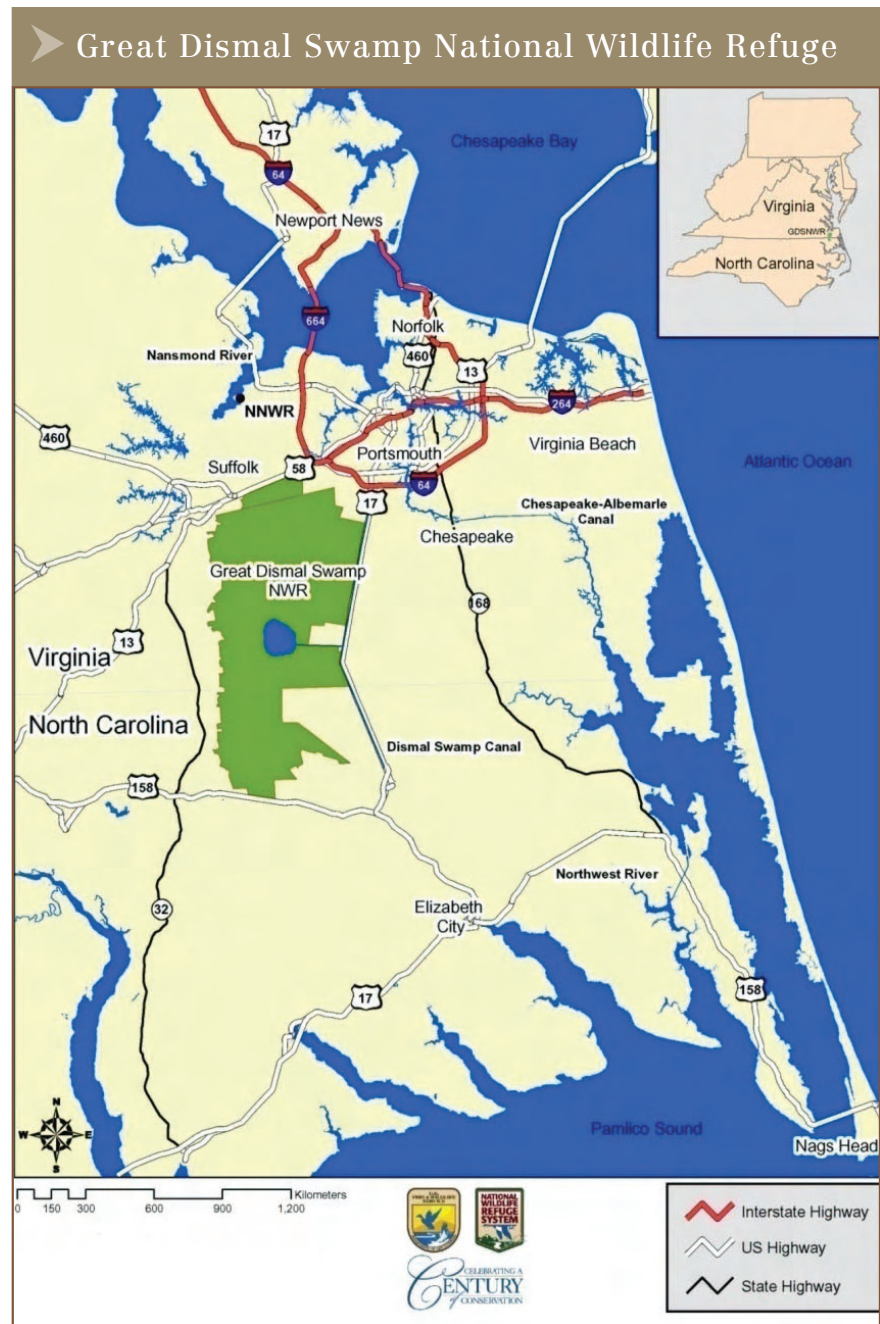 Great Dismal Swamp National Wildlife Refuge
Chesapeake Bay
17
64
Newport News
Virginia
GDSNWR
North Carolina
664
Norfolk
460
13
Nansmond River
NNWR
264
460
Virginia Beach
Portsmouth
Suffolk
58
Atlantic Ocean
64
17
Chesapeake-Albemarle
Canal
Chesapeake
Great Dismal Swamp
NWR
168
13
Virginia
North Carolina
Dismal Swamp Canal
158
Northwest River
32
Elizabeth
City
17
158
N
W E
S
Pamlico Sound
Nags Head
Kilometers
0 150 300 600 900 1,200
NATIONAL
WILDLIFE
REFUGE
SYSTEM
CELEBRATING A
CENTURY
of CONSERVATION
Interstate Highway
US Highway
State Highway